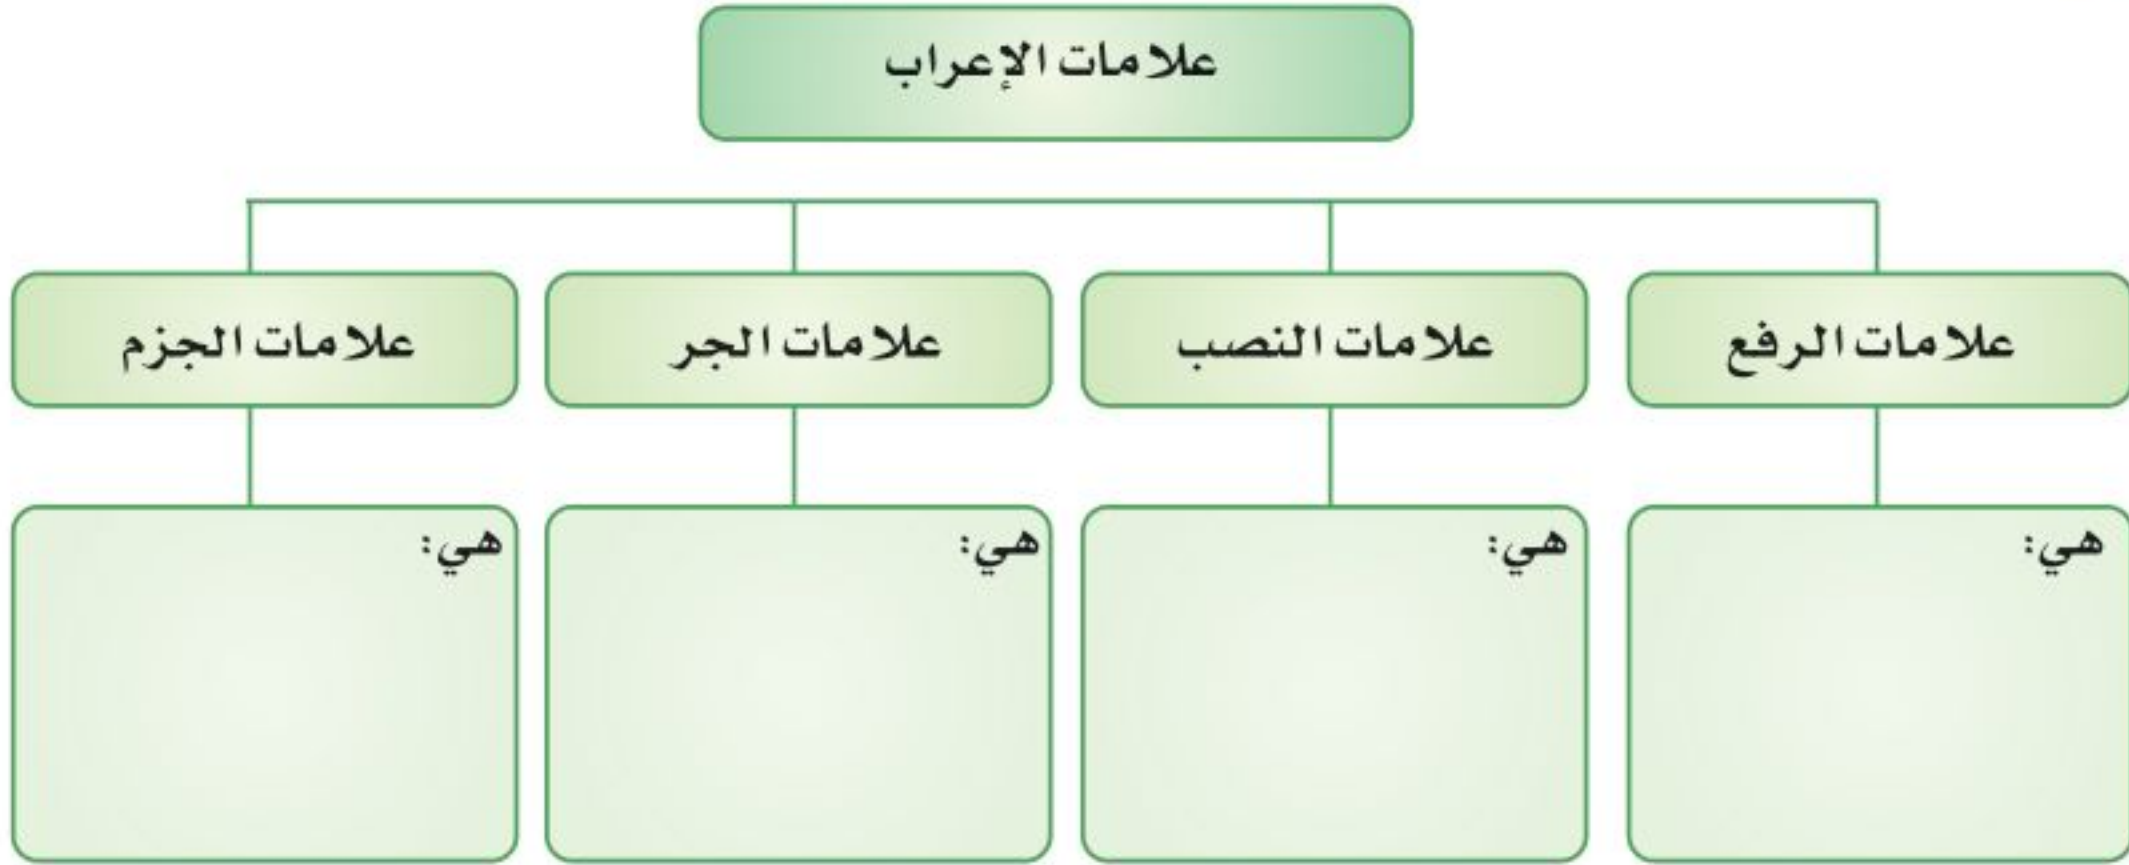 علامات الإعراب
علامات الرفع
علامات النصب
علامات الجر
علامات الجزم
هي:
هي:
هي:
هي: